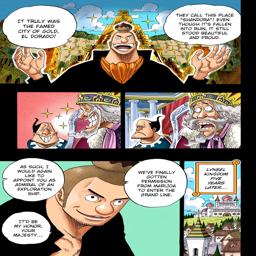 IT TRULY WAS
THE FAMED
CITY OF GOLD,
EL DORADO!
THEY CALL THIS PLACE
"SHANDORA"! EVEN
THOUGH IT'S FALLEN
INTO RUIN, IT STILL
STOOD BEAUTIFUL
AND PROUD.
AS SUCH, I
WOULD AGAIN
LIKE TO
APPOINT YOU AS
ADMIRAL OF AN
EXPLORATION
SHIP.
IT'D BE
MY HONOR,
YOUR
MAJESTY...
WE'VE FINALLY
GOTTEN
PERMISSION
FROM MARIJOA
TO ENTER THE
GRAND LINE.
LVNEEL
KINGDOM
FIVE
YEARS
LATER...